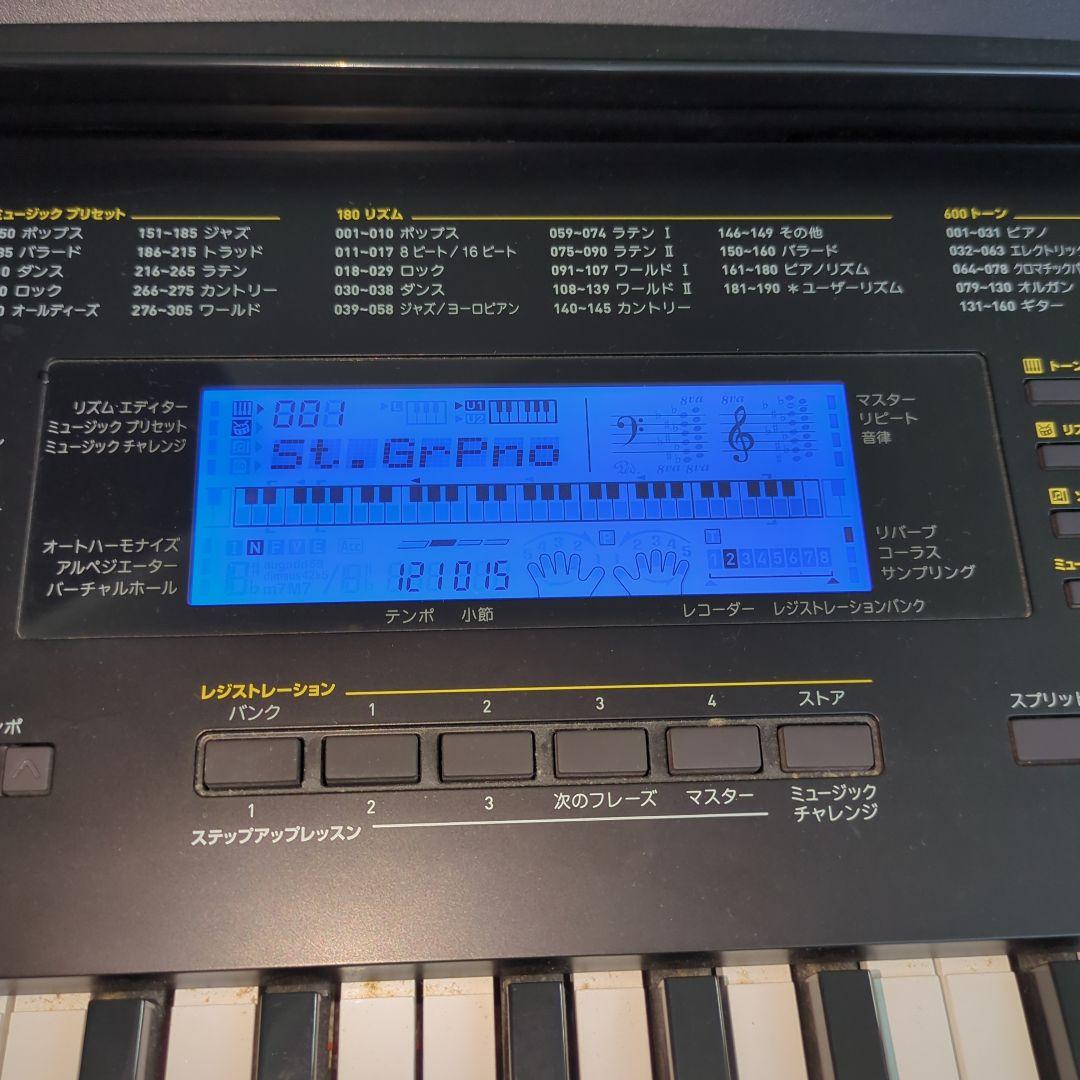 ミュージック プリセット
50 ポップス
85 バラード
ダンス
ロック
オールディーズ
151~185 ジャズ
186~215 トラッド
216~265 ラテン
266~275 カントリー
276~305 ワールド
180 リズム
001~010 ポップス
011~017 8ビート/16ビート
018~029 ロック
030~038 ダンス
039~058 ジャズ/ヨーロピアン
059~074 ラテン Ⅰ
075~090 ラテン Ⅱ
091~107 ワールド Ⅰ
108~139 ワールド Ⅱ
140~145 カントリー
146~149 その他
150~160 バラード
161~180 ピアノリズム
181~190 *ユーザーリズム
600 トーン
001~031 ピアノ
032~063 エレクトリック
064~078 クロマチックパ
079~130 オルガン
131~160 ギター
リズム・エディター
ミュージック プリセット
ミュージック チャレンジ
オートハーモナイズ
アルペジエーター
バーチャルホール
001
U1
U2
St.GrPno
8va 8va
8va 8va
I N F V E Acc
121015
R
T
1 2 3 4 5 6 7 8
マスター
リピート
音律
リバーブ
コーラス
サンプリング
テンポ 小節
レコーダー レジストレーションバンク
トーン
レジストレーション
バンク 1 2 3 4 ストア
1 2 3 次のフレーズ マスター ミュージック
チャレンジ
ステップアップレッスン
スプリット